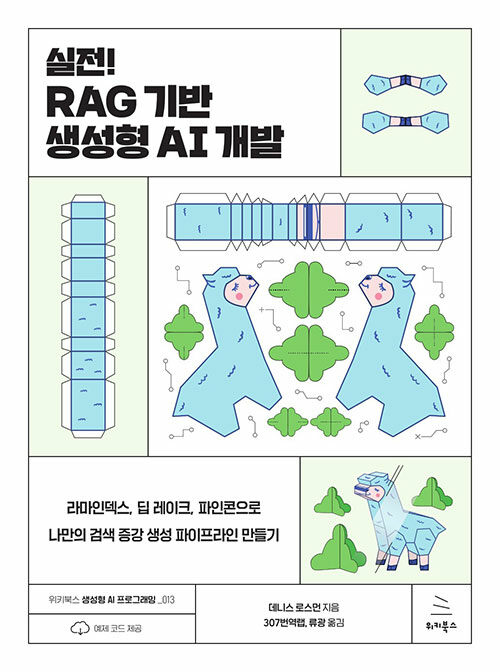 실전!
RAG 기반
생성형 AI 개발
라마인덱스, 딥 레이크, 파인콘으로
나만의 검색 증강 생성 파이프라인 만들기
위키북스 생성형 AI 프로그래밍 _013
예제 코드 제공
데니스 로스먼 지음
307번역랩, 류광 옮김
위키북스